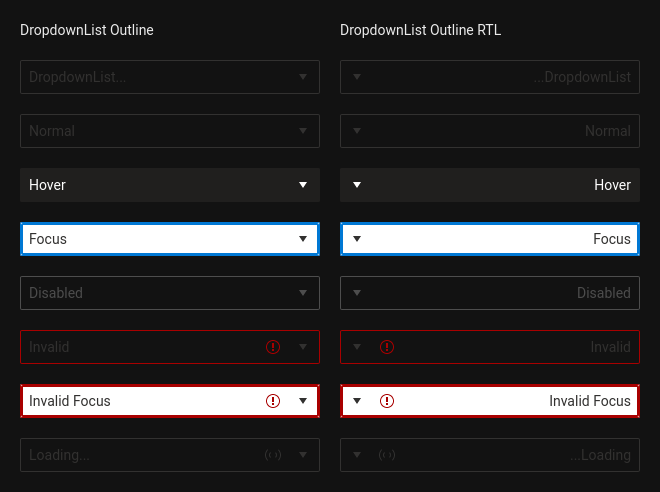 DropdownList Outline
DropdownList Outline RTL
DropdownList...
...DropdownList
Normal
Normal
Hover
Hover
Focus
Focus
Disabled
Disabled
Invalid
Invalid
Invalid Focus
Invalid Focus
Loading...
...Loading